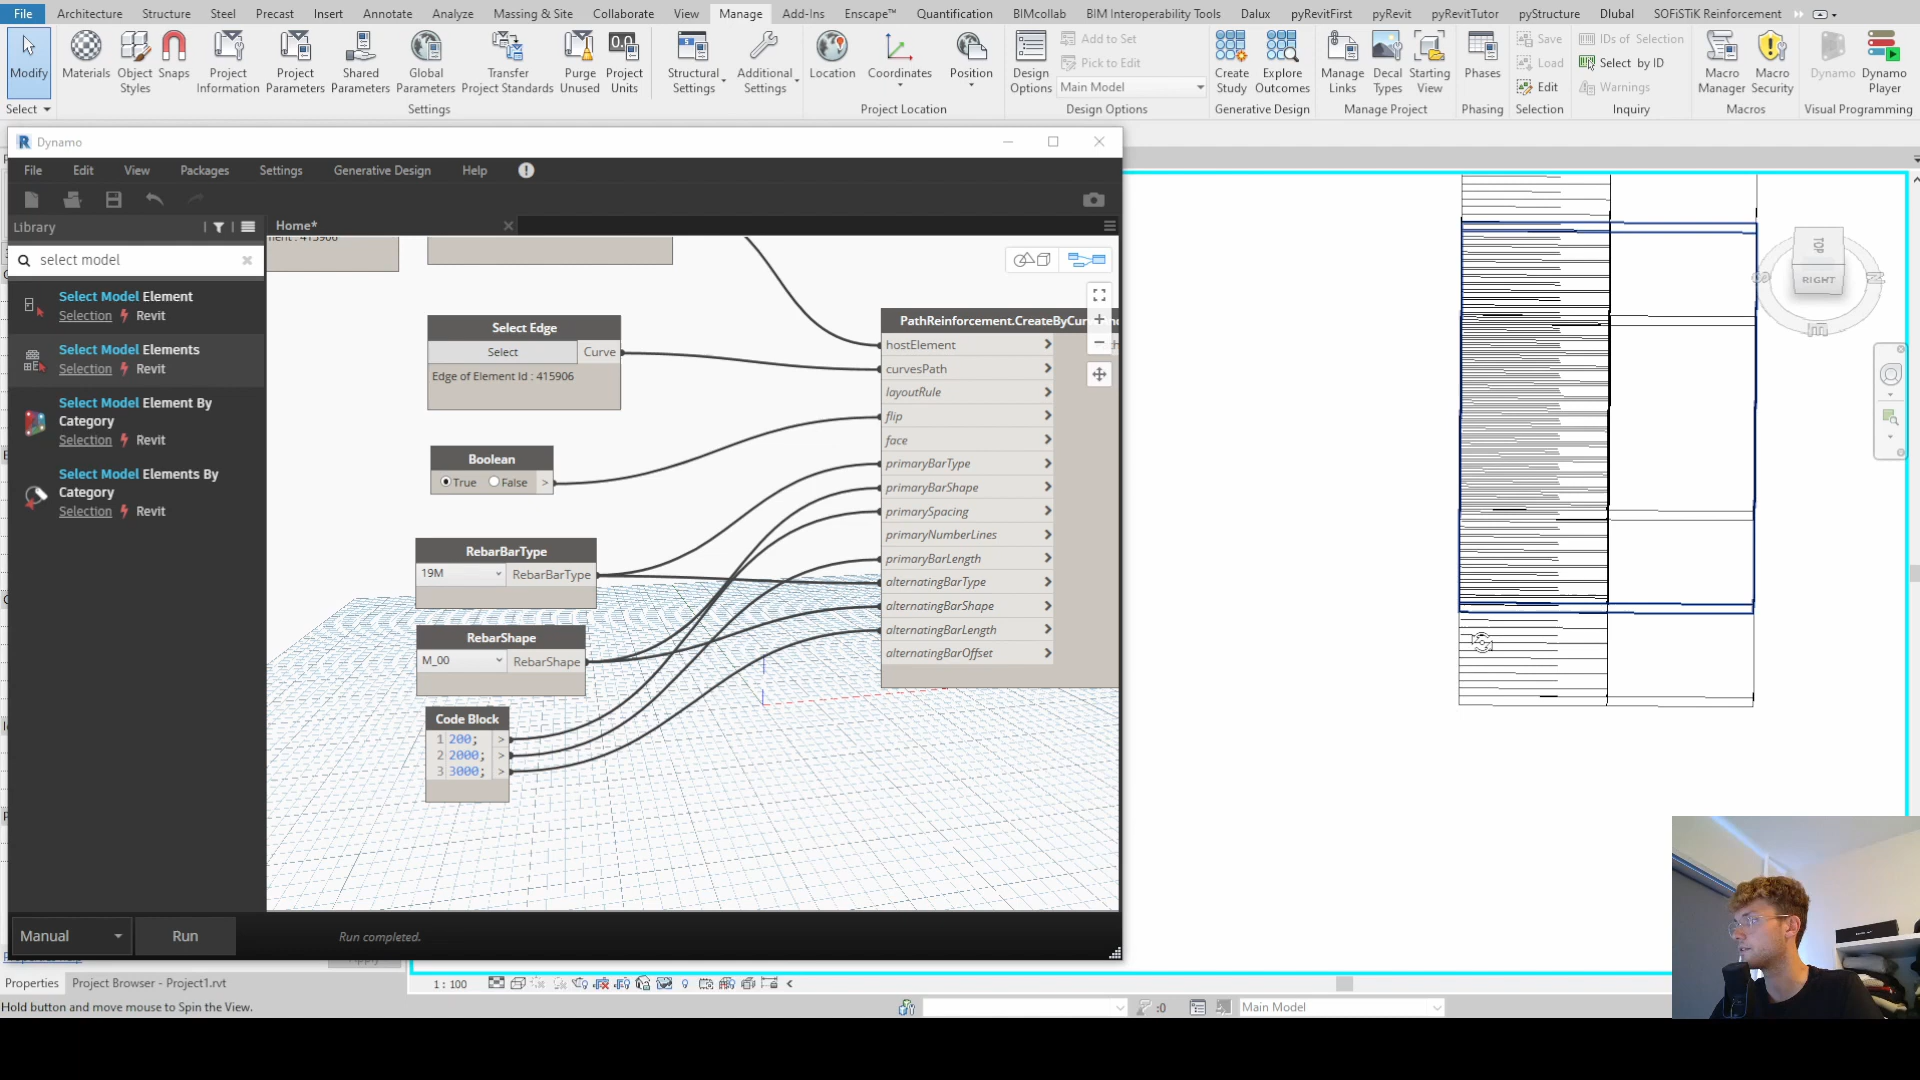 File Architecture Structure Steel Precast Insert Annotate Analyze Massing & Site Collaborate View Manage Add-Ins Enscape™ Quantification BIMcollab BIM Interoperability Tools Dalux pyRevitFirst pyRevit pyRevitTutor pyStructure Dlubal SOFiSTiK Reinforcement
Modify
Materials
Object Styles
Snaps
Project Information
Project Parameters
Shared Parameters
Global Parameters
Transfer Project Standards
Purge Unused
Project Units
Structural Settings
Additional Settings
Location
Coordinates
Position
Design Options
Add to Set
Pick to Edit
Main Model
Create Study
Explore Outcomes
Manage Links
Decal Types
Starting View
Phases
Save
Load
Edit
IDs of Selection
Select by ID
Warnings
Macro Manager
Macro Security
Dynamo
Dynamo Player
Select
Settings
Project Location
Design Options
Generative Design
Manage Project
Phasing
Selection
Inquiry
Macros
Visual Programming
R Dynamo
File Edit View Packages Settings Generative Design Help
Library
Home*
select model
Select Model Element
Selection Revit
Select Model Elements
Selection Revit
Select Model Element By
Category
Selection Revit
Select Model Elements By
Category
Selection Revit
Select Edge
Select Curve
Edge of Element Id : 415906
Boolean
True False >
RebarBarType
19M RebarBarType
RebarShape
M_00 RebarShape
Code Block
1 200; >
2 2000; >
3 3000; >
hostElement >
curvesPath >
layoutRule >
flip >
face >
primaryBarType >
primaryBarShape >
primarySpacing >
primaryNumberLines >
primaryBarLength >
alternatingBarType >
alternatingBarShape >
alternatingBarLength >
alternatingBarOffset >
TOP
RIGHT
Manual Run Run completed.
Properties Project Browser - Project1.rvt
1 : 100
Hold button and move mouse to Spin the View.
:0
Main Model